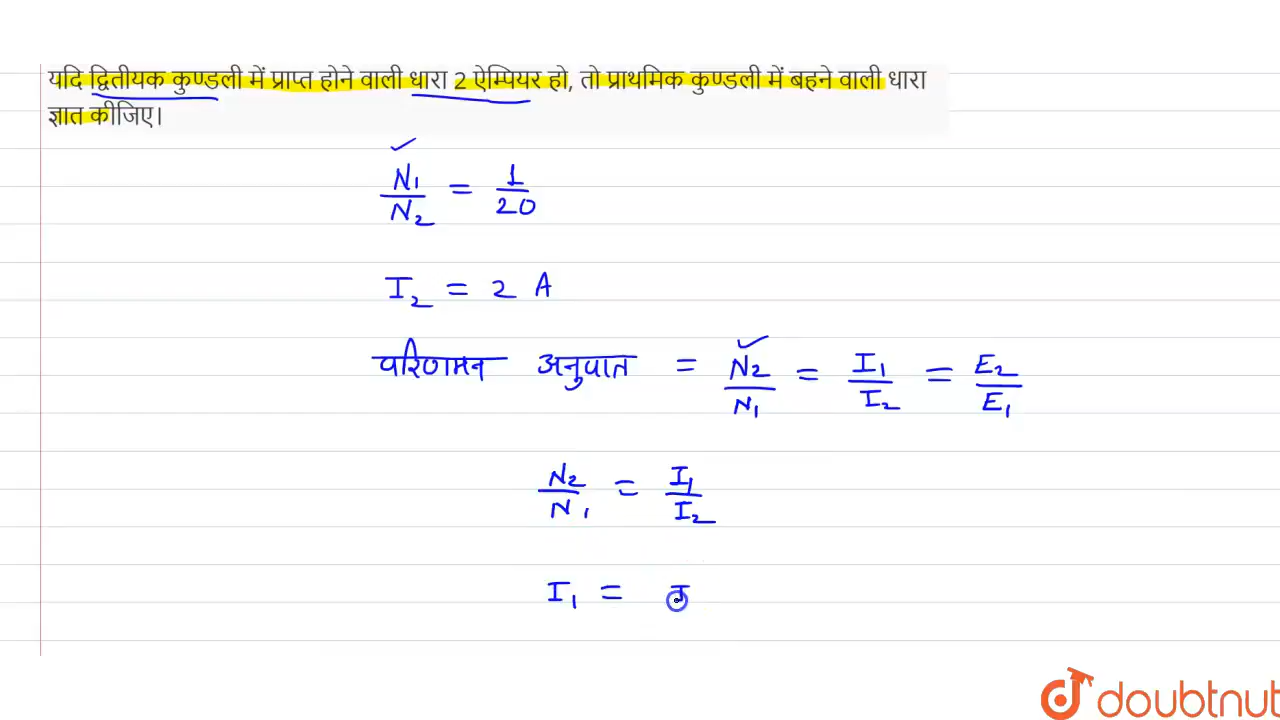 यदि द्वितीयक कुण्डली में प्राप्त होने वाली धारा 2 ऐम्पियर हो, तो प्राथमिक कुण्डली में बहने वाली धारा
ज्ञात कीजिए।
N₁/N₂ = 1/20
I₂ = 2 A
परिणमन अनुपात = N₂/N₁ = I₁/I₂ = E₂/E₁
N₂/N₁ = I₁/I₂
I₁ = I
doubtnut